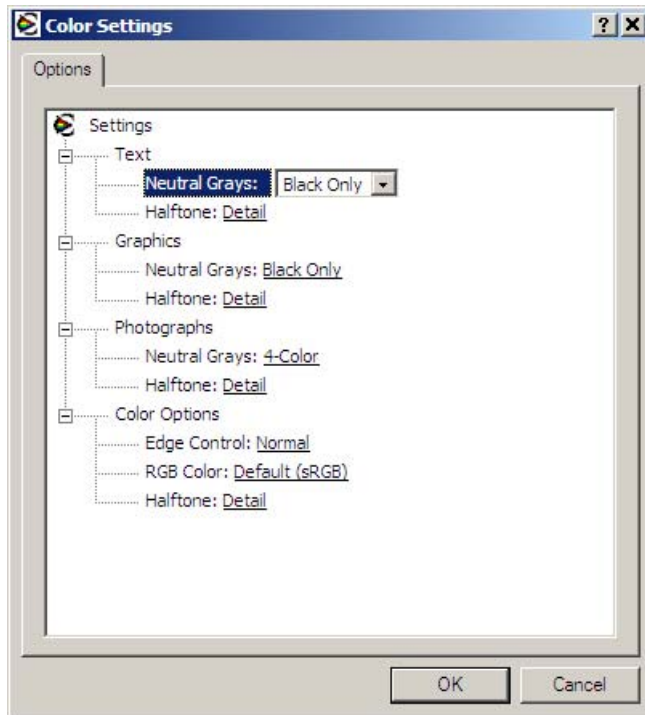 Color Settings
Options
Settings
Text
Neutral Grays: Black Only
Halftone: Detail
Graphics
Neutral Grays: Black Only
Halftone: Detail
Photographs
Neutral Grays: 4-Color
Halftone: Detail
Color Options
Edge Control: Normal
RGB Color: Default (sRGB)
Halftone: Detail
OK Cancel